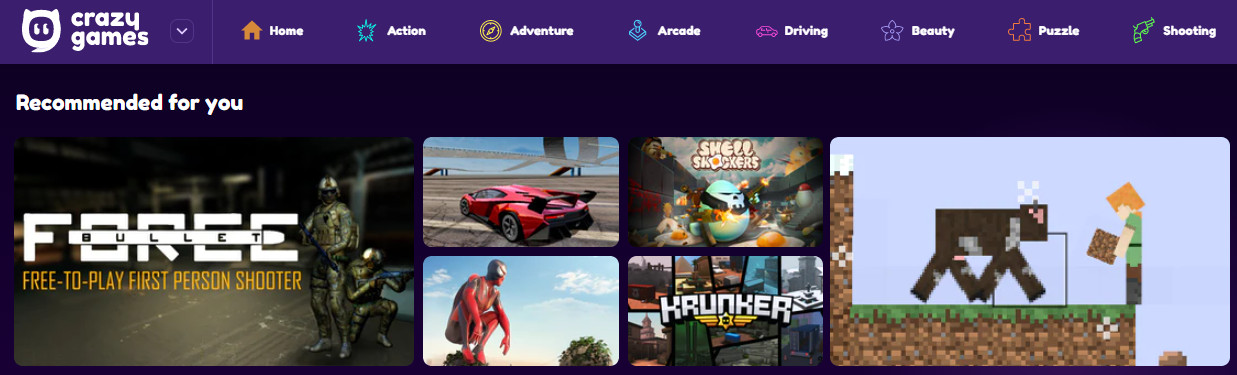 crazy
games
Home
Action
Adventure
Arcade
Driving
Beauty
Puzzle
Shooting
Recommended for you
FORCE
BULLET
FREE-TO-PLAY FIRST PERSON SHOOTER
SHELL
SHOCKERS
KRUNKER